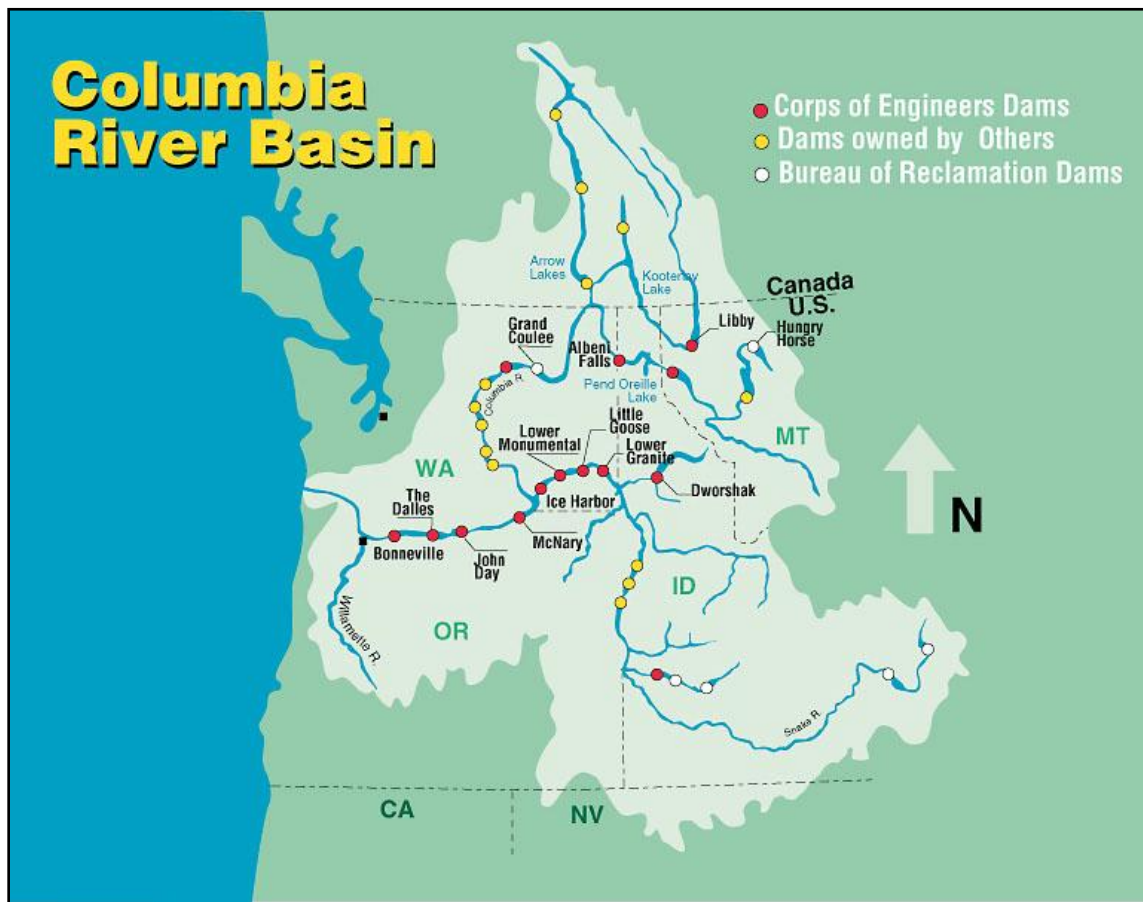 Columbia
River Basin
Corps of Engineers Dams
Dams owned by Others
Bureau of Reclamation Dams
Arrow
Lakes
Kootenay
Lake
Canada
U.S.
Grand
Coulee
Albeni
Falls
Libby
Hungry
Horse
Columbia R.
Pend Oreille
Lake
Little
Goose
Lower
Monumental
Lower
Granite
MT
WA
Dworshak
The
Dalles
Ice Harbor
McNary
Bonneville
John
Day
ID
N
OR
Willamette R.
Snake R.
CA
NV